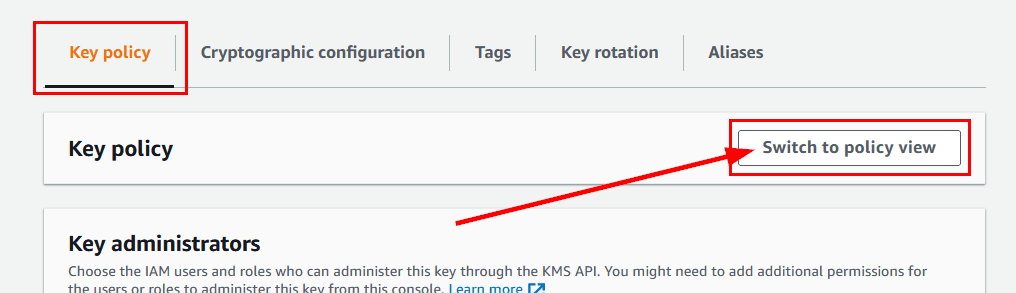 Key policy
Cryptographic configuration
Tags
Key rotation
Aliases
Key policy
Switch to policy view
Key administrators
Choose the IAM users and roles who can administer this key through the KMS API. You might need to add additional permissions for
the users or roles to administer this key from this console. Learn more